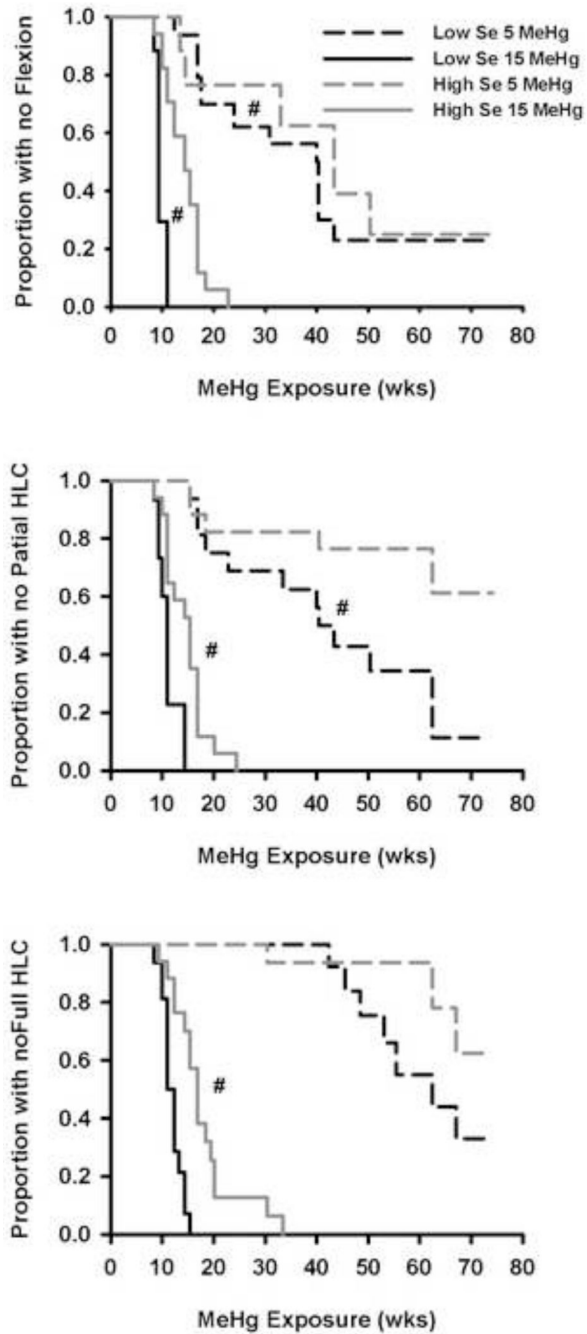 Proportion with no Flexion
1.0
0.8
0.6
0.4
0.2
0.0
Low Se 5 MeHg
Low Se 15 MeHg
High Se 5 MeHg
High Se 15 MeHg
#
#
0 10 20 30 40 50 60 70 80
MeHg Exposure (wks)
Proportion with no Patial HLC
1.0
0.8
0.6
0.4
0.2
0.0
#
#
0 10 20 30 40 50 60 70 80
MeHg Exposure (wks)
Proportion with noFull HLC
1.0
0.8
0.6
0.4
0.2
0.0
#
0 10 20 30 40 50 60 70 80
MeHg Exposure (wks)